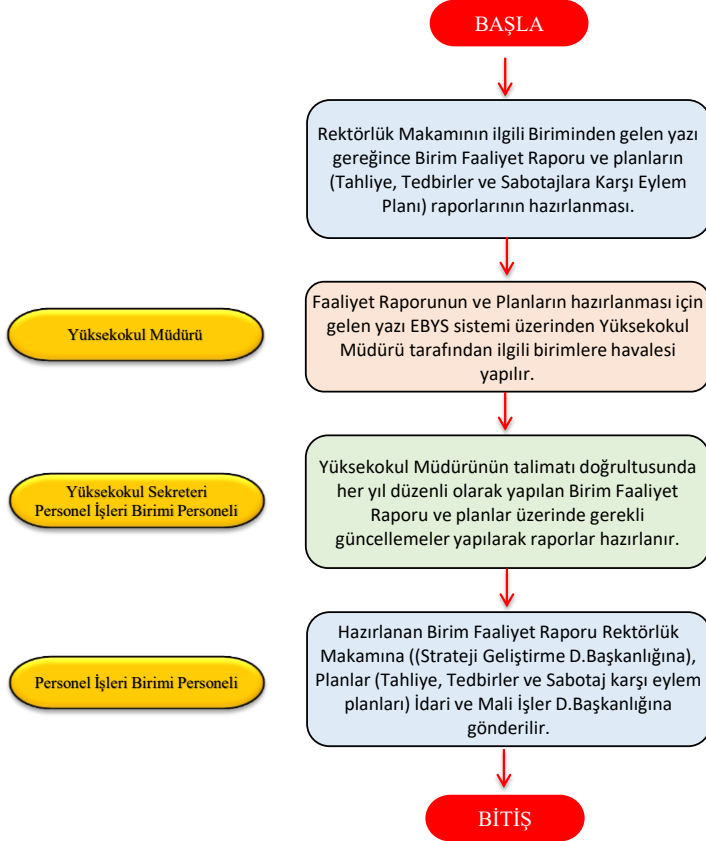 BAŞLA
Rektörlük Makamının ilgili Biriminden gelen yazı
gereğince Birim Faaliyet Raporu ve planların
(Tahliye, Tedbirler ve Sabotajlara Karşı Eylem
Planı) raporlarının hazırlanması.
Yüksekokul Müdürü
Faaliyet Raporunun ve Planların hazırlanması için
gelen yazı EBYS sistemi üzerinden Yüksekokul
Müdürü tarafından ilgili birimlere havalesi
yapılır.
Yüksekokul Sekreteri
Personel İşleri Birimi Personeli
Yüksekokul Müdürünün talimatı doğrultusunda
her yıl düzenli olarak yapılan Birim Faaliyet
Raporu ve planlar üzerinde gerekli
güncellemeler yapılarak raporlar hazırlanır.
Personel İşleri Birimi Personeli
Hazırlanan Birim Faaliyet Raporu Rektörlük
Makamına ((Strateji Geliştirme D.Başkanlığına),
Planlar (Tahliye, Tedbirler ve Sabotaj karşı eylem
planları) İdari ve Mali İşler D.Başkanlığına
gönderilir.
BİTİŞ